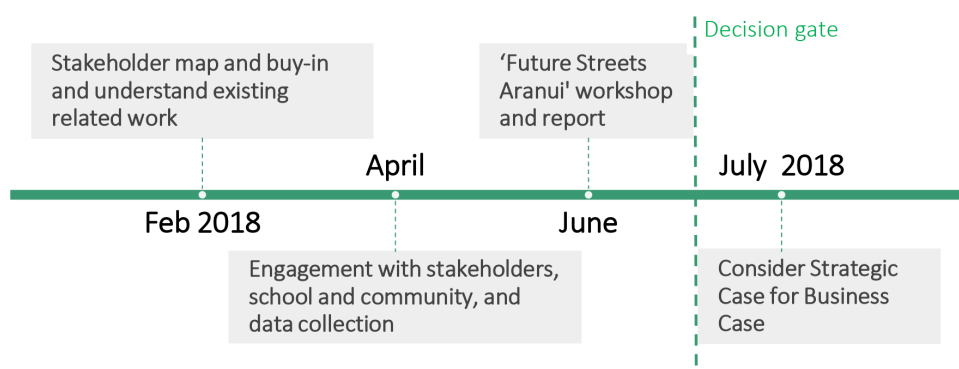 Decision gate
Stakeholder map and buy-in
and understand existing
related work
‘Future Streets
Aranui' workshop
and report
April
July 2018
Feb 2018
June
Engagement with stakeholders,
school and community, and
data collection
Consider Strategic
Case for Business
Case